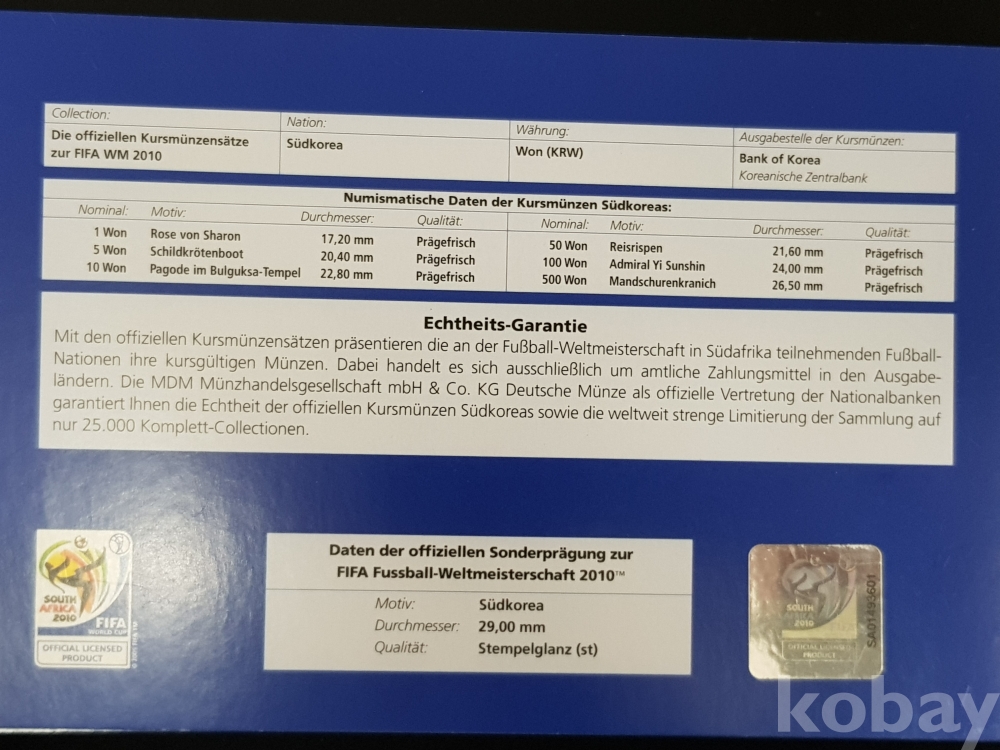 Collection:
Die offiziellen Kursmünzensätze
zur FIFA WM 2010
Nation:
Südkorea
Währung:
Won (KRW)
Ausgabestelle der Kursmünzen:
Bank of Korea
Koreanische Zentralbank
Numismatische Daten der Kursmünzen Südkoreas:
Nominal: Motiv: Durchmesser: Qualität:
1 Won Rose von Sharon 17,20 mm Prägefrisch
5 Won Schildkrötenboot 20,40 mm Prägefrisch
10 Won Pagode im Bulguksa-Tempel 22,80 mm Prägefrisch
Nominal: Motiv: Durchmesser: Qualität:
50 Won Reisrispen 21,60 mm Prägefrisch
100 Won Admiral Yi Sunshin 24,00 mm Prägefrisch
500 Won Mandschurenkranich 26,50 mm Prägefrisch
Echtheits-Garantie
Mit den offiziellen Kursmünzensätzen präsentieren die an der Fußball-Weltmeisterschaft in Südafrika teilnehmenden Fußball-
Nationen ihre kursgültigen Münzen. Dabei handelt es sich ausschließlich um amtliche Zahlungsmittel in den Ausgabe-
ländern. Die MDM Münzhandelsgesellschaft mbH & Co. KG Deutsche Münze als offizielle Vertretung der Nationalbanken
garantiert Ihnen die Echtheit der offiziellen Kursmünzen Südkoreas sowie die weltweit strenge Limitierung der Sammlung auf
nur 25.000 Komplett-Collectionen.
SOUTH
AFRICA
2010
FIFA
WORLD CUP
OFFICIAL LICENSED
PRODUCT
Daten der offiziellen Sonderprägung zur
FIFA Fussball-Weltmeisterschaft 2010™
Motiv: Südkorea
Durchmesser: 29,00 mm
Qualität: Stempelglanz (st)
SOUTH
AFRICA
2010
OFFICIAL LICENSED
PRODUCT
SA01493601
kobay